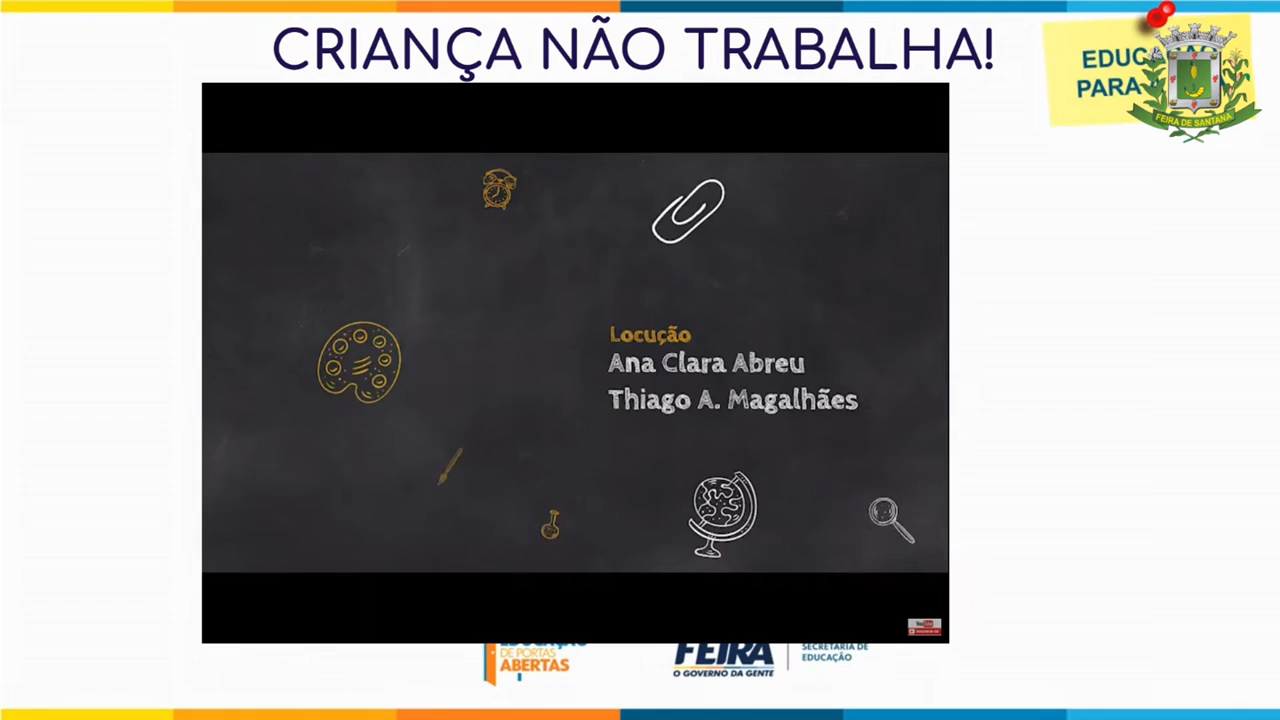 CRIANÇA NÃO TRABALHA!
PARA
FEIRA DE SANTANA
Locução
Ana Clara Abreu
Thiago A. Magalhães
DE PORTAS
ABERTAS
FEIRA
O GOVERNO DA GENTE
SECRETARIA DE
EDUCAÇÃO